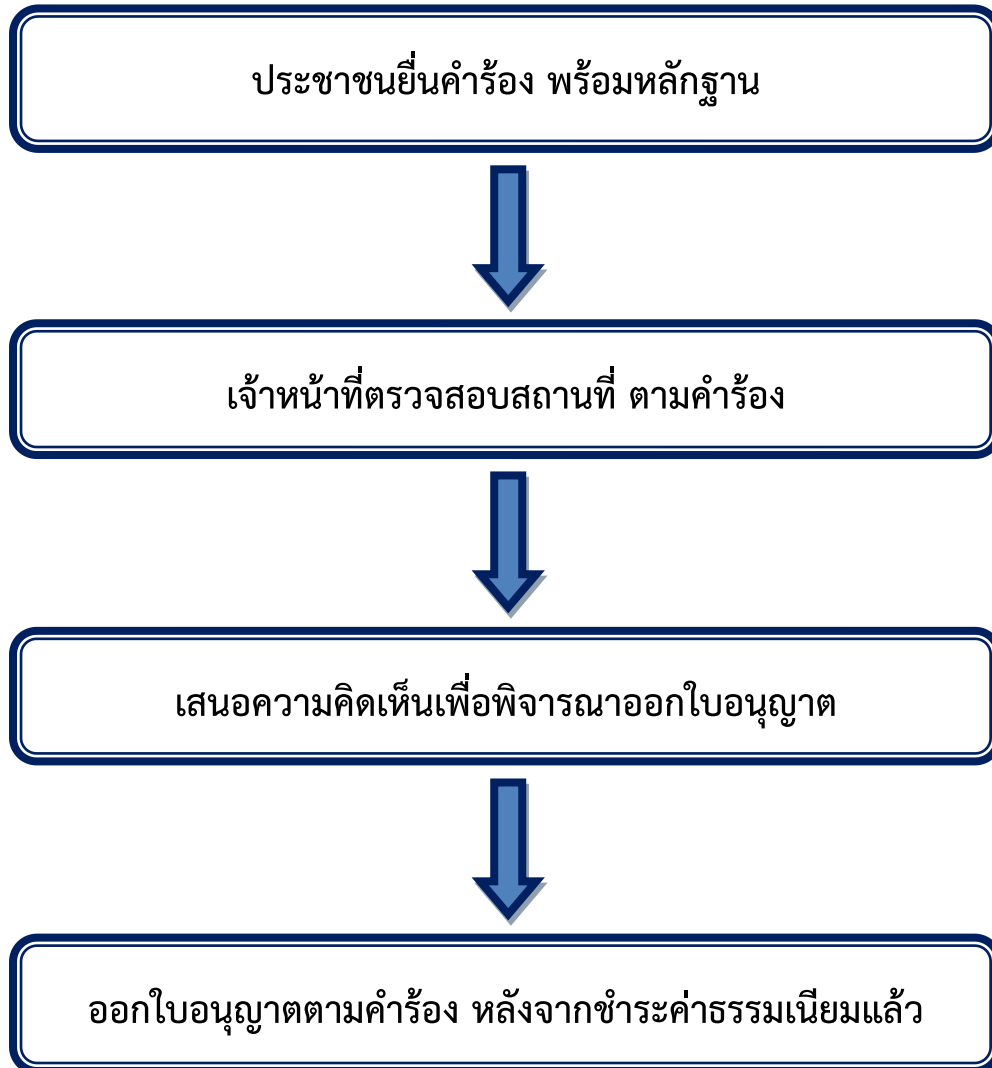 ประชาชนยื่นคำร้อง พร้อมหลักฐาน
เจ้าหน้าที่ตรวจสอบสถานที่ ตามคำร้อง
เสนอความคิดเห็นเพื่อพิจารณาออกใบอนุญาต
ออกใบอนุญาตตามคำร้อง หลังจากชำระค่าธรรมเนียมแล้ว